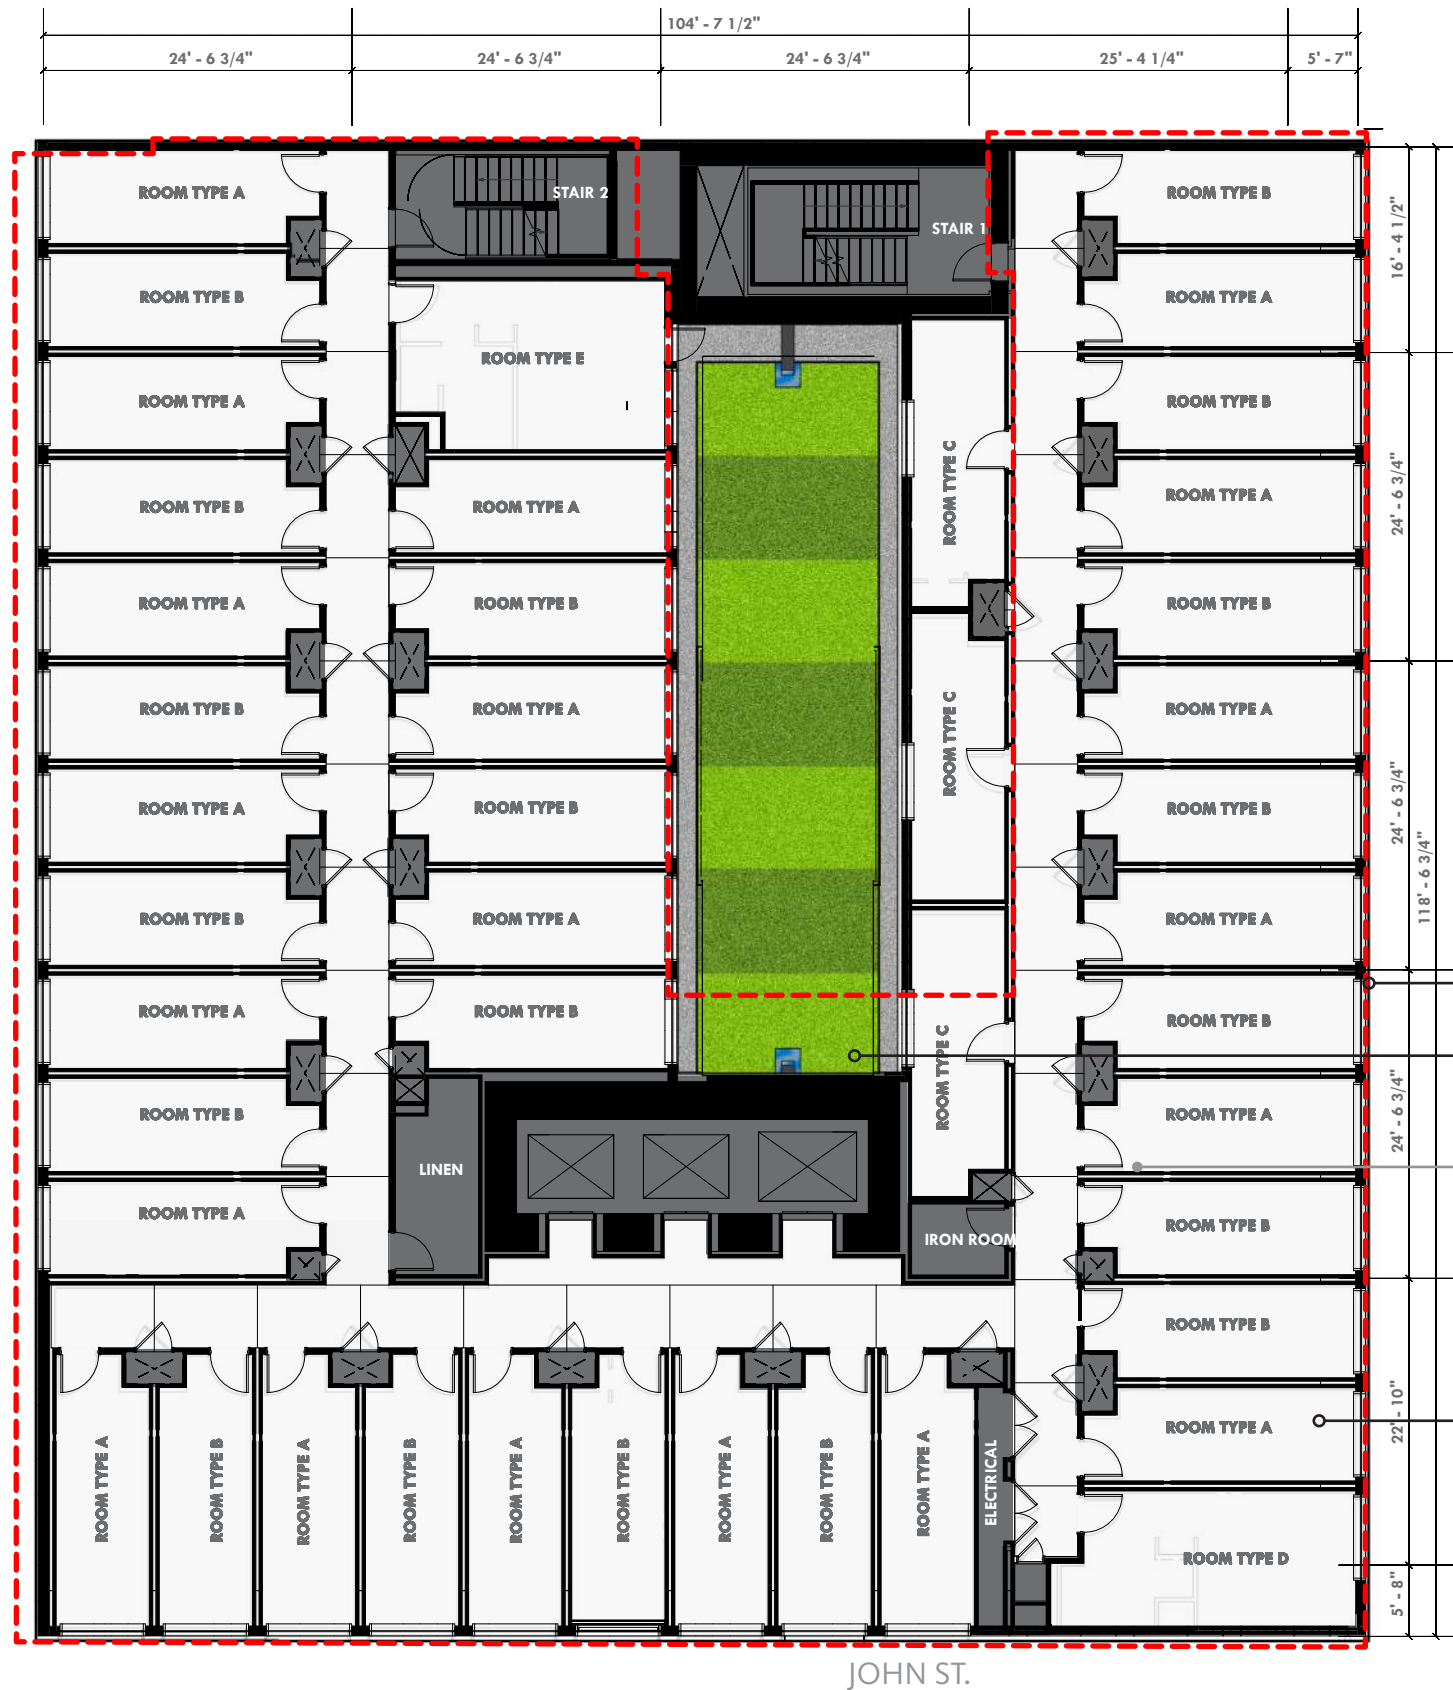 104' - 7 1/2"
24' - 6 3/4" 24' - 6 3/4" 24' - 6 3/4" 25' - 4 1/4" 5' - 7"
ROOM TYPE A
ROOM TYPE B
ROOM TYPE A
ROOM TYPE B
ROOM TYPE A
ROOM TYPE B
ROOM TYPE A
ROOM TYPE B
ROOM TYPE A
ROOM TYPE B
ROOM TYPE A
STAIR 2
ROOM TYPE E
ROOM TYPE A
ROOM TYPE B
ROOM TYPE A
ROOM TYPE B
ROOM TYPE A
ROOM TYPE B
LINEN
STAIR 1
ROOM TYPE C
ROOM TYPE C
ROOM TYPE C
IRON ROOM
ROOM TYPE B
ROOM TYPE A
ROOM TYPE B
ROOM TYPE A
ROOM TYPE B
ROOM TYPE A
ROOM TYPE B
ROOM TYPE A
ROOM TYPE B
ROOM TYPE A
ROOM TYPE B
ROOM TYPE B
ROOM TYPE A
ROOM TYPE D
16' - 4 1/2"
24' - 6 3/4"
24' - 6 3/4"
118' - 6 3/4"
24' - 6 3/4"
22' - 10"
5' - 8"
ROOM TYPE A
ROOM TYPE B
ROOM TYPE A
ROOM TYPE B
ROOM TYPE A
ROOM TYPE B
ROOM TYPE A
ROOM TYPE B
ROOM TYPE A
ELECTRICAL
JOHN ST.